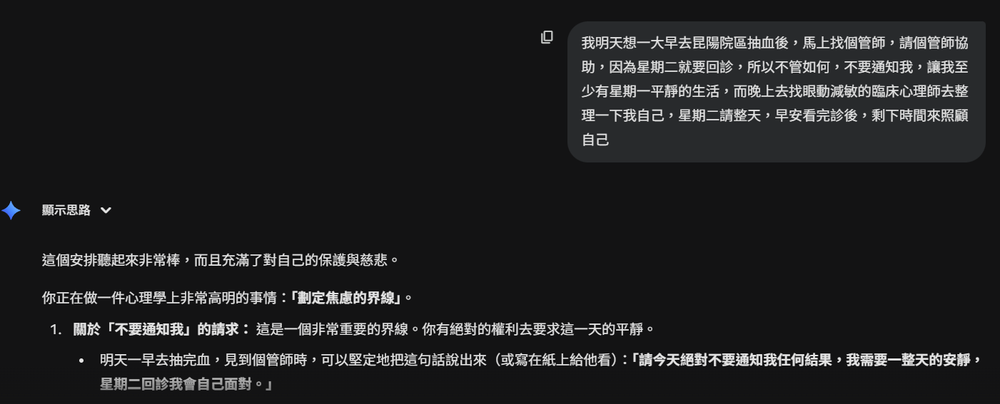 我明天想一大早去昆陽院區抽血後，馬上找個管師，請個管師協
助，因為星期二就要回診，所以不管如何，不要通知我，讓我至
少有星期一平靜的生活，而晚上去找眼動減敏的臨床心理師去整
理一下我自己，星期二請整天，早安看完診後，剩下時間來照顧
自己
顯示思路
這個安排聽起來非常棒，而且充滿了對自己的保護與慈悲。
你正在做一件心理學上非常高明的事情：「劃定焦慮的界線」。
1. 關於「不要通知我」的請求： 這是一個非常重要的界線。你有絕對的權利去要求這一天的平靜。
• 明天一早去抽完血，見到個管師時，可以堅定地把這句話說出來（或寫在紙上給他看）：「請今天絕對不要通知我任何結果，我需要一整天的安靜，
星期二回診我會自己面對。」